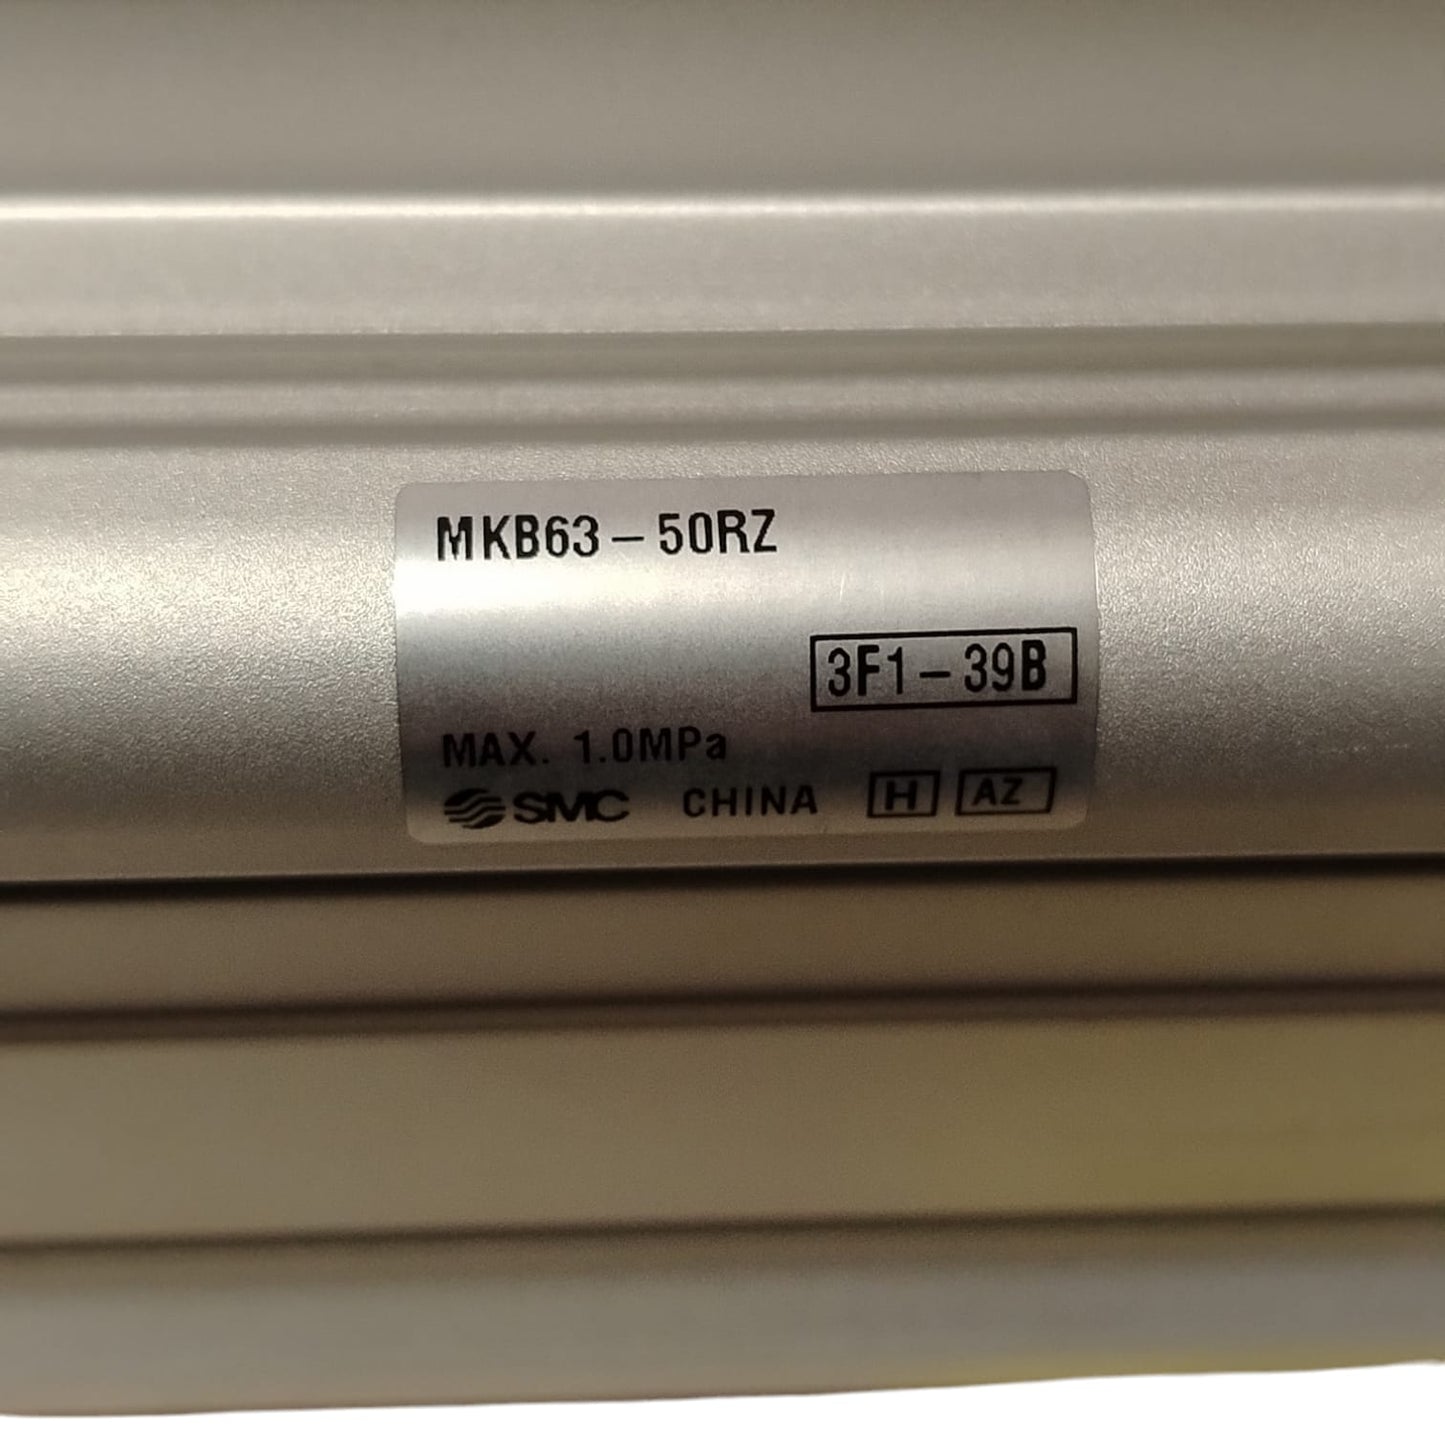 MKB63-50RZ
3F1-39B
MAX. 1.0MPa
SMC CHINA H AZ